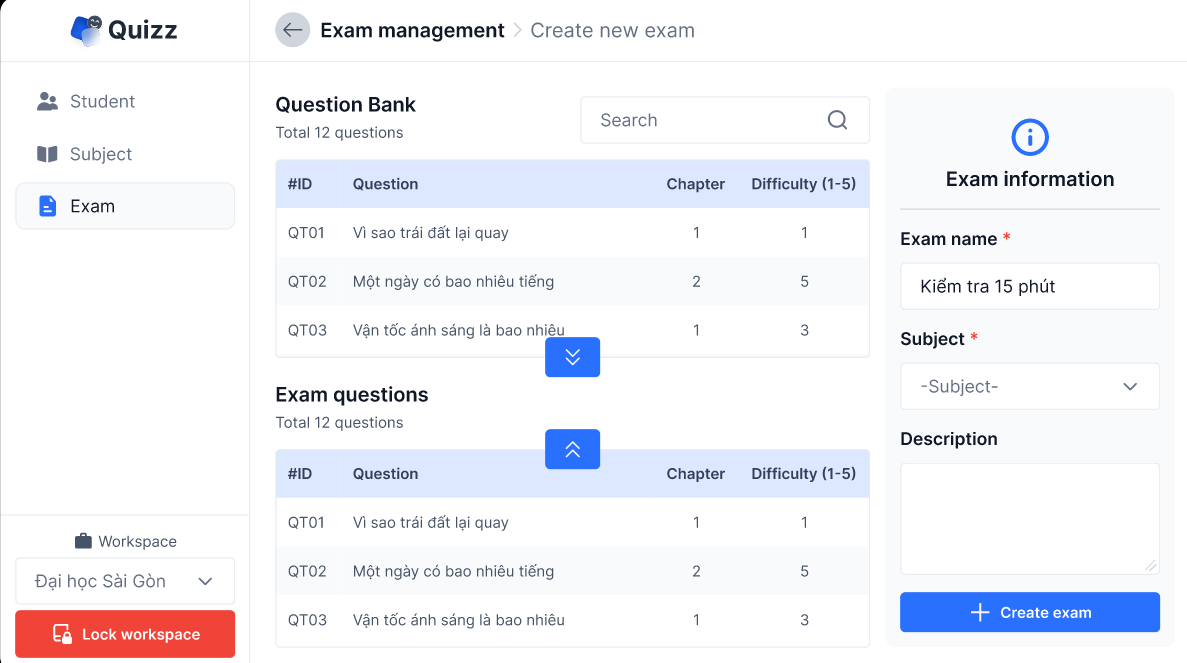 Quizz
Exam management > Create new exam
Student
Subject
Exam
Workspace
Đại học Sài Gòn
Lock workspace
Question Bank
Total 12 questions
Search
#ID Question Chapter Difficulty (1-5)
QT01 Vì sao trái đất lại quay 1 1
QT02 Một ngày có bao nhiêu tiếng 2 5
QT03 Vận tốc ánh sáng là bao nhiêu 1 3
Exam questions
Total 12 questions
#ID Question Chapter Difficulty (1-5)
QT01 Vì sao trái đất lại quay 1 1
QT02 Một ngày có bao nhiêu tiếng 2 5
QT03 Vận tốc ánh sáng là bao nhiêu 1 3
Exam information
Exam name *
Kiểm tra 15 phút
Subject *
-Subject-
Description
Create exam